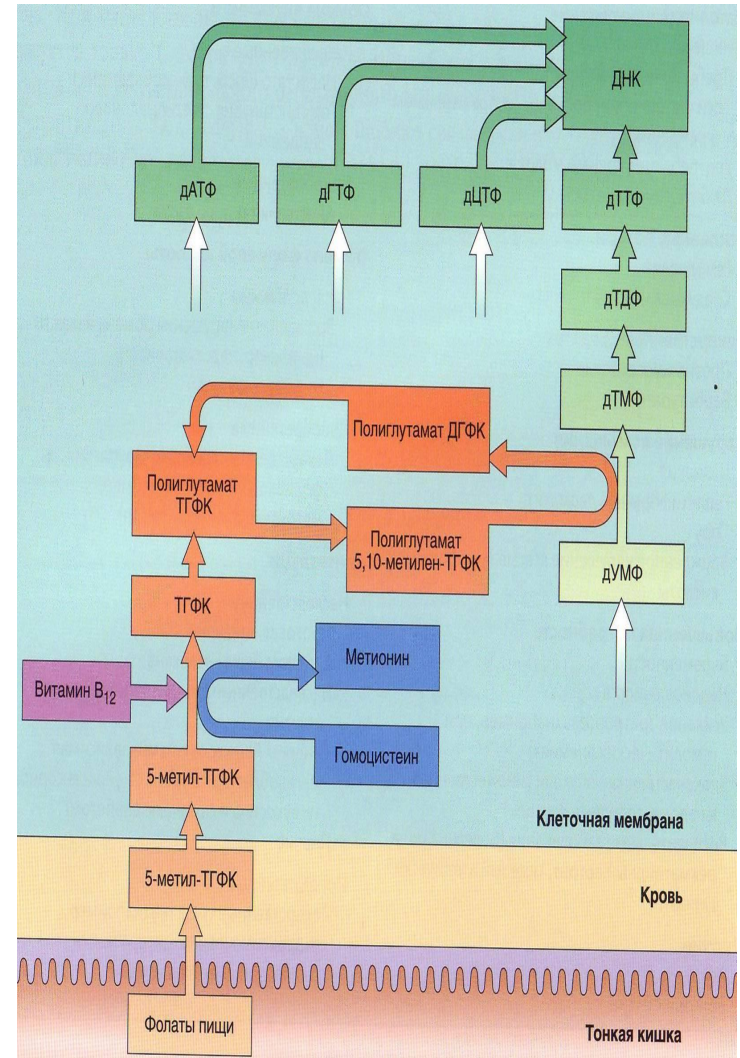 ДНК
дАТФ
дГТФ
дЦТФ
дТТФ
дТДФ
дТМФ
Полиглутамат ДГФК
Полиглутамат
ТГФК
Полиглутамат
5,10-метилен-ТГФК
дУМФ
ТГФК
Метионин
Витамин B12
Гомоцистеин
5-метил-ТГФК
Клеточная мембрана
5-метил-ТГФК
Кровь
Фолаты пищи
Тонкая кишка